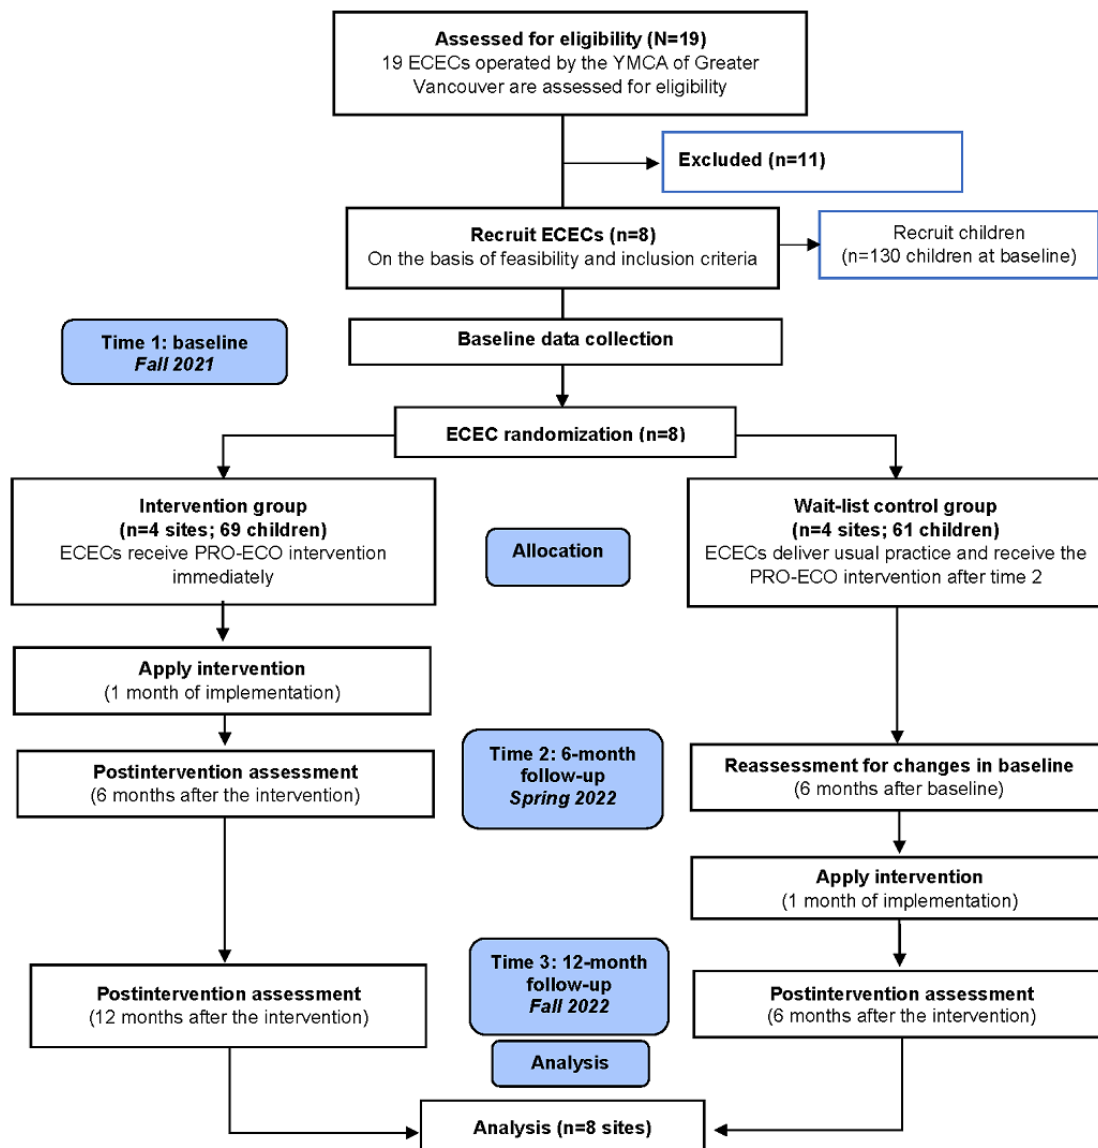 Assessed for eligibility (N=19)
19 ECECs operated by the YMCA of Greater
Vancouver are assessed for eligibility
Excluded (n=11)
Recruit ECECs (n=8)
On the basis of feasibility and inclusion criteria
Recruit children
(n=130 children at baseline)
Time 1: baseline
Fall 2021
Baseline data collection
ECEC randomization (n=8)
Intervention group
(n=4 sites; 69 children)
ECECs receive PRO-ECO intervention
immediately
Allocation
Wait-list control group
(n=4 sites; 61 children)
ECECs deliver usual practice and receive the
PRO-ECO intervention after time 2
Apply intervention
(1 month of implementation)
Postintervention assessment
(6 months after the intervention)
Time 2: 6-month
follow-up
Spring 2022
Reassessment for changes in baseline
(6 months after baseline)
Apply intervention
(1 month of implementation)
Postintervention assessment
(12 months after the intervention)
Time 3: 12-month
follow-up
Fall 2022
Postintervention assessment
(6 months after the intervention)
Analysis
Analysis (n=8 sites)